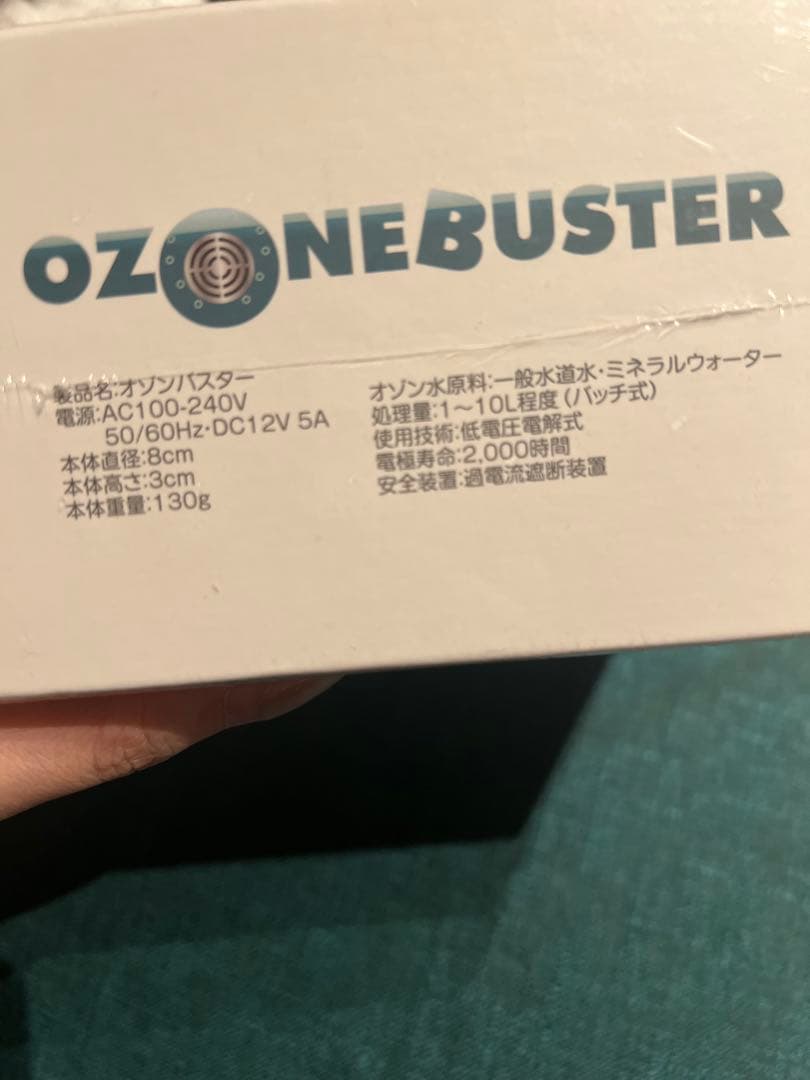 OZONEBUSTER
製品名:オゾンバスター
電源:AC100-240V
50/60Hz・DC12V 5A
本体直径:8cm
本体高さ:3cm
本体重量:130g
オゾン水原料:一般水道水・ミネラルウォーター
処理量:1〜10L程度(バッチ式)
使用技術:低電圧電解式
電極寿命:2,000時間
安全装置:過電流遮断装置